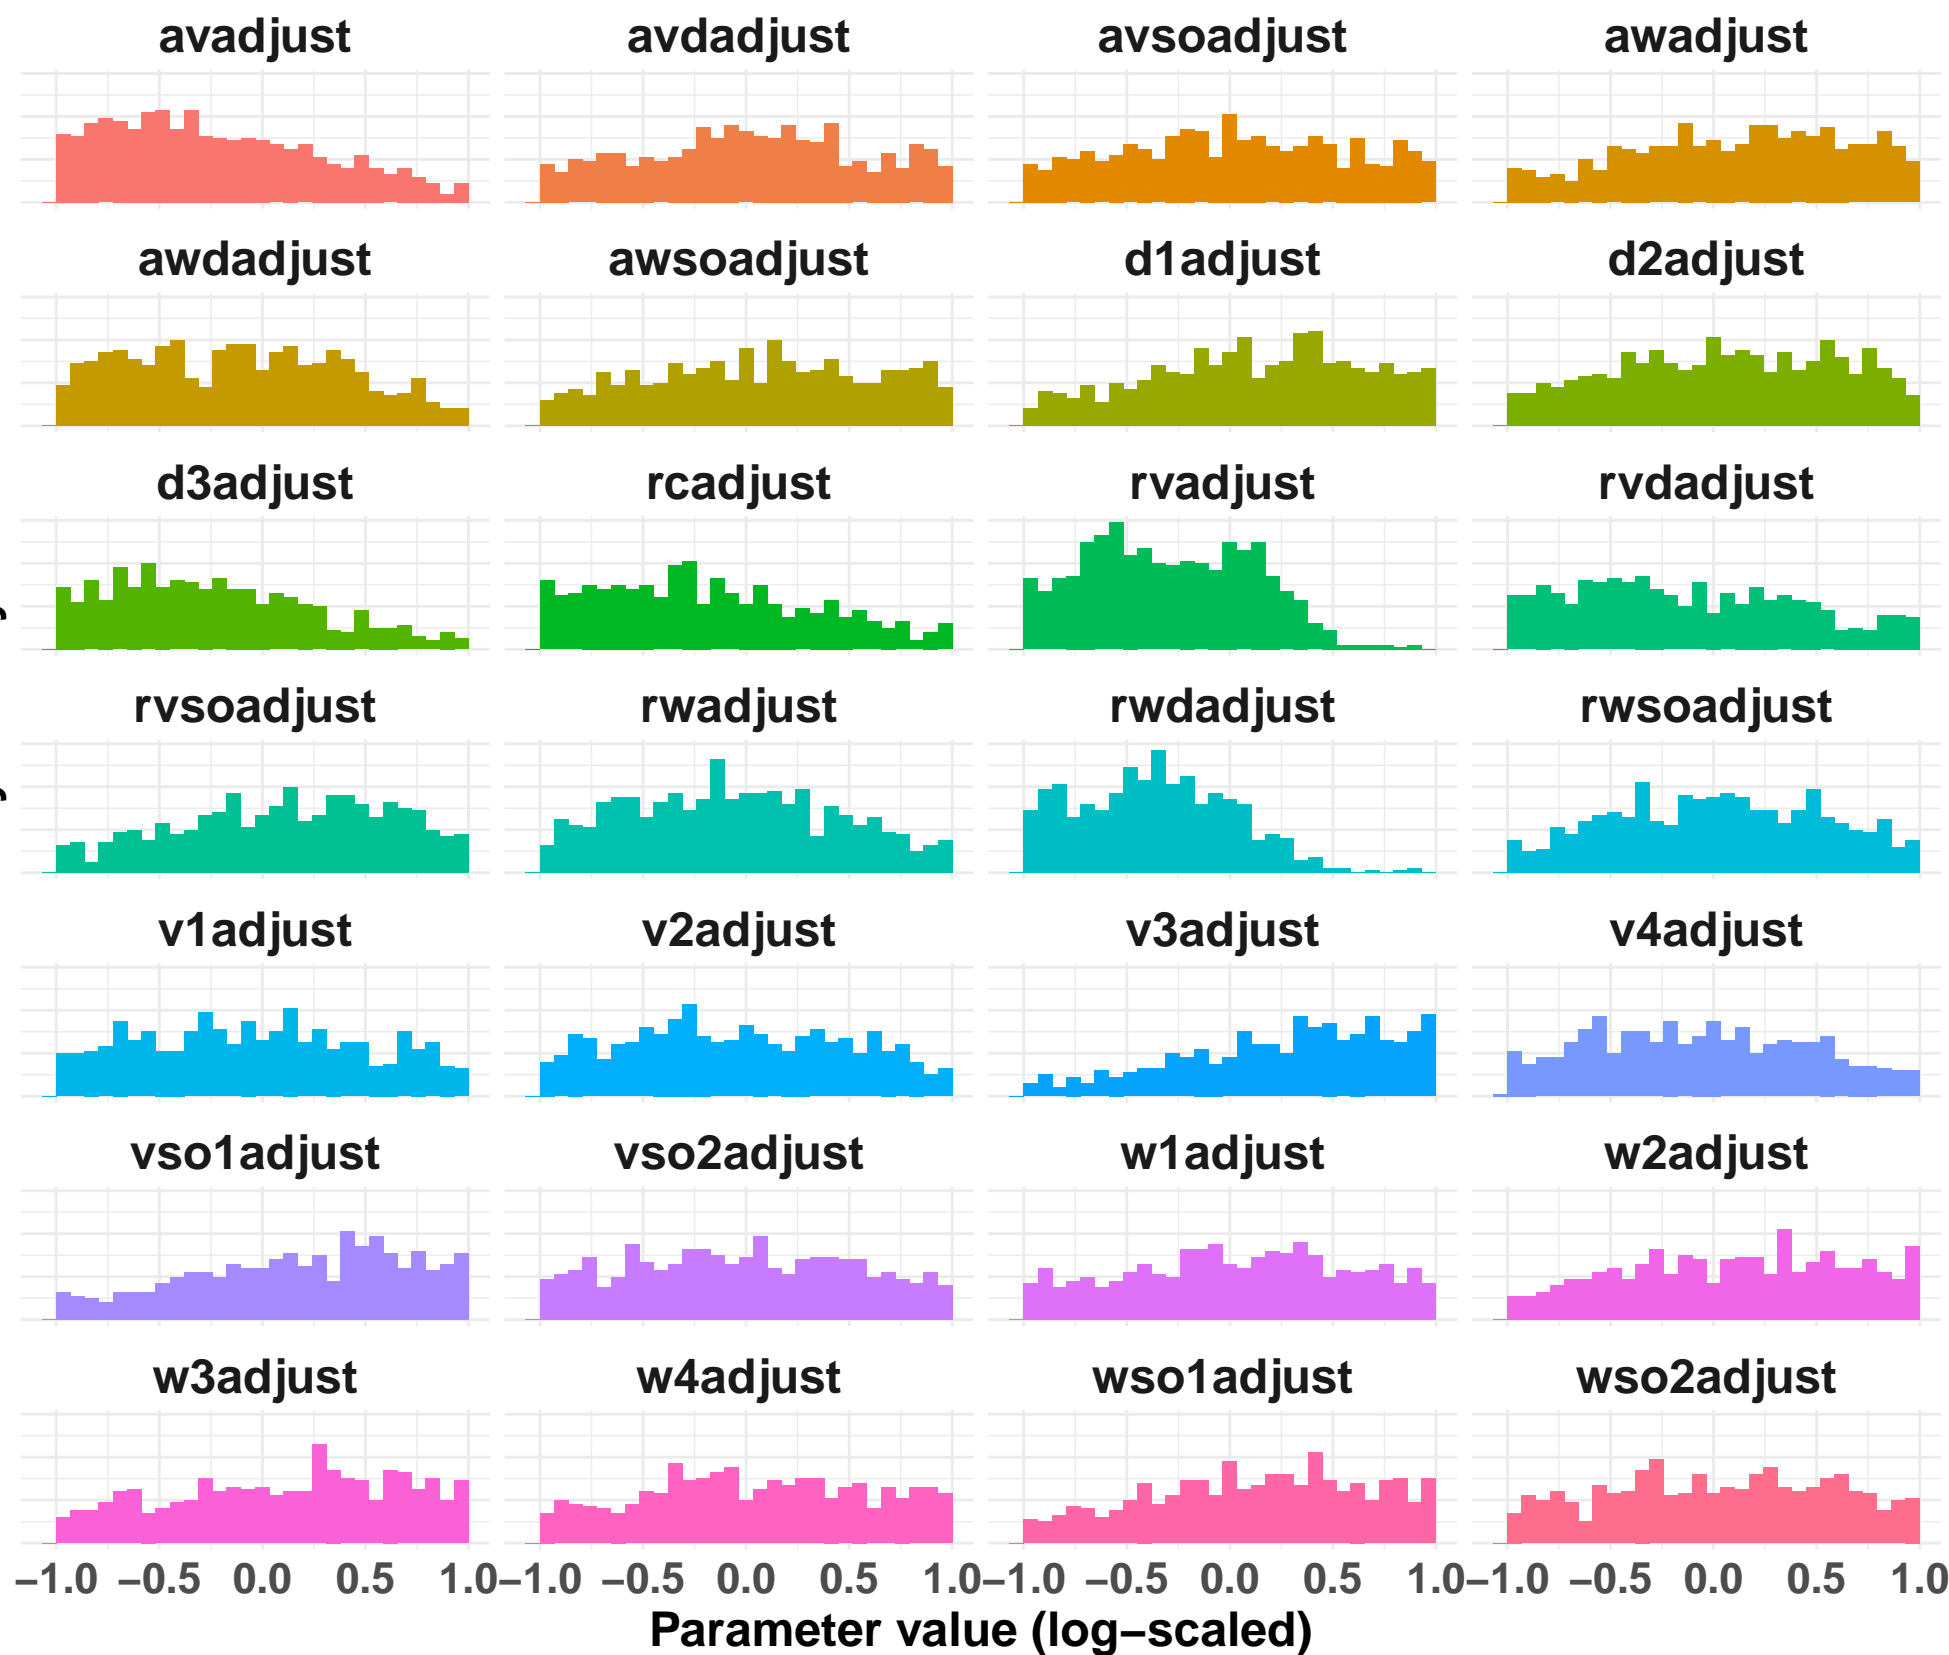 avadjust avdadjust avsoadjust awadjust
awdadjust awsoadjust d1adjust d2adjust
d3adjust rcadjust rvadjust rvdadjust
rvsoadjust rwadjust rwdadjust rwsoadjust
v1adjust v2adjust v3adjust v4adjust
vso1adjust vso2adjust w1adjust w2adjust
w3adjust w4adjust wso1adjust wso2adjust
−1.0 −0.5 0.0 0.5 1.0 −1.0 −0.5 0.0 0.5 1.0 −1.0 −0.5 0.0 0.5 1.0 −1.0 −0.5 0.0 0.5 1.0
Parameter value (log−scaled)